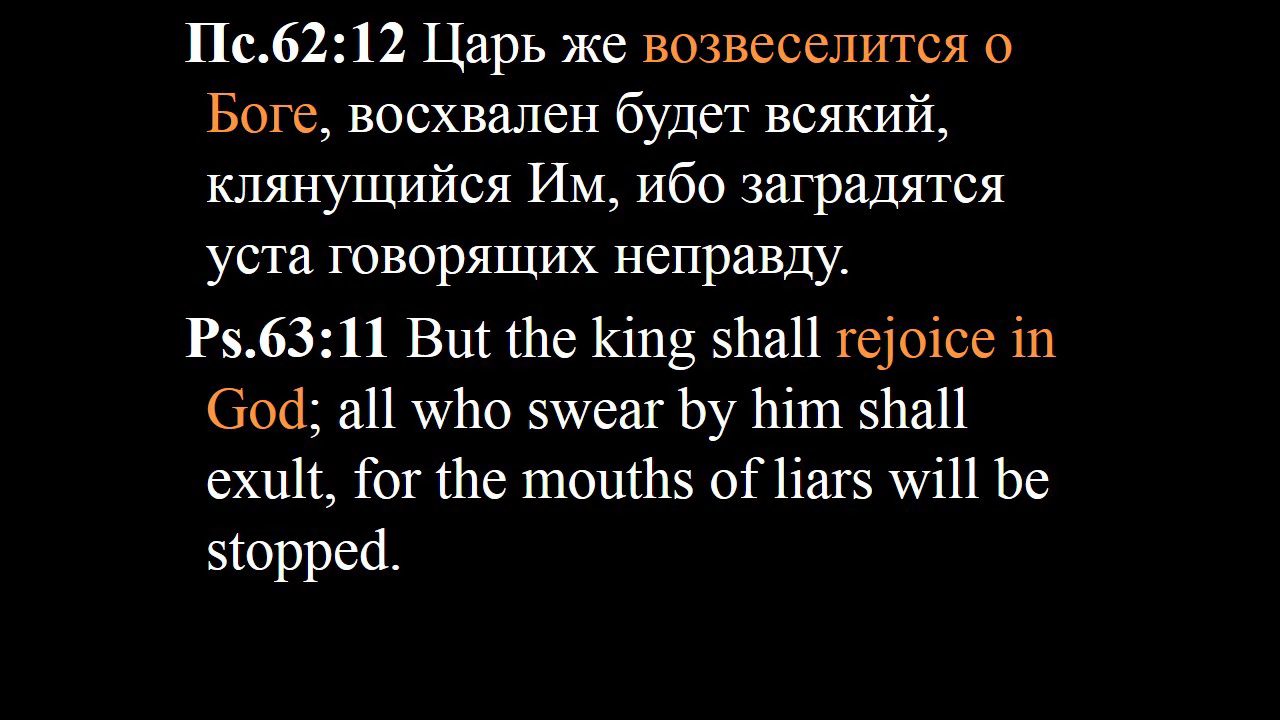 Пс.62:12 Царь же возвеселится о
Боге, восхвален будет всякий,
клянущийся Им, ибо заградятся
уста говорящих неправду.
Ps.63:11 But the king shall rejoice in
God; all who swear by him shall
exult, for the mouths of liars will be
stopped.